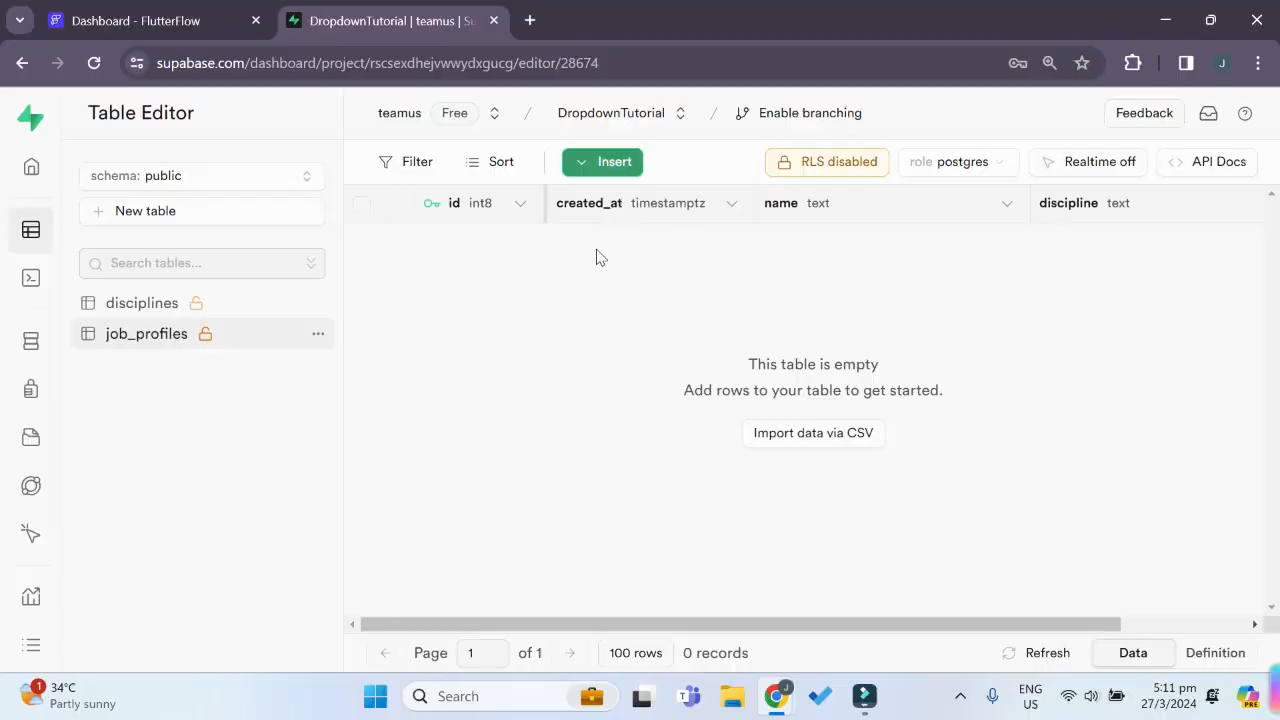 Dashboard - FlutterFlow
DropdownTutorial | teamus | Su
supabase.com/dashboard/project/rscsexdhejvwwydxgucg/editor/28674
J
Table Editor
teamus Free / DropdownTutorial / Enable branching
Feedback
schema: public
New table
Search tables...
disciplines
job_profiles
Filter
Sort
Insert
RLS disabled
role postgres
Realtime off
API Docs
id int8
created_at timestamptz
name text
discipline text
This table is empty
Add rows to your table to get started.
Import data via CSV
Page 1 of 1
100 rows
0 records
Refresh
Data
Definition
1
34°C
Partly sunny
Search
J
ENG
US
5:11 pm
27/3/2024
PRE